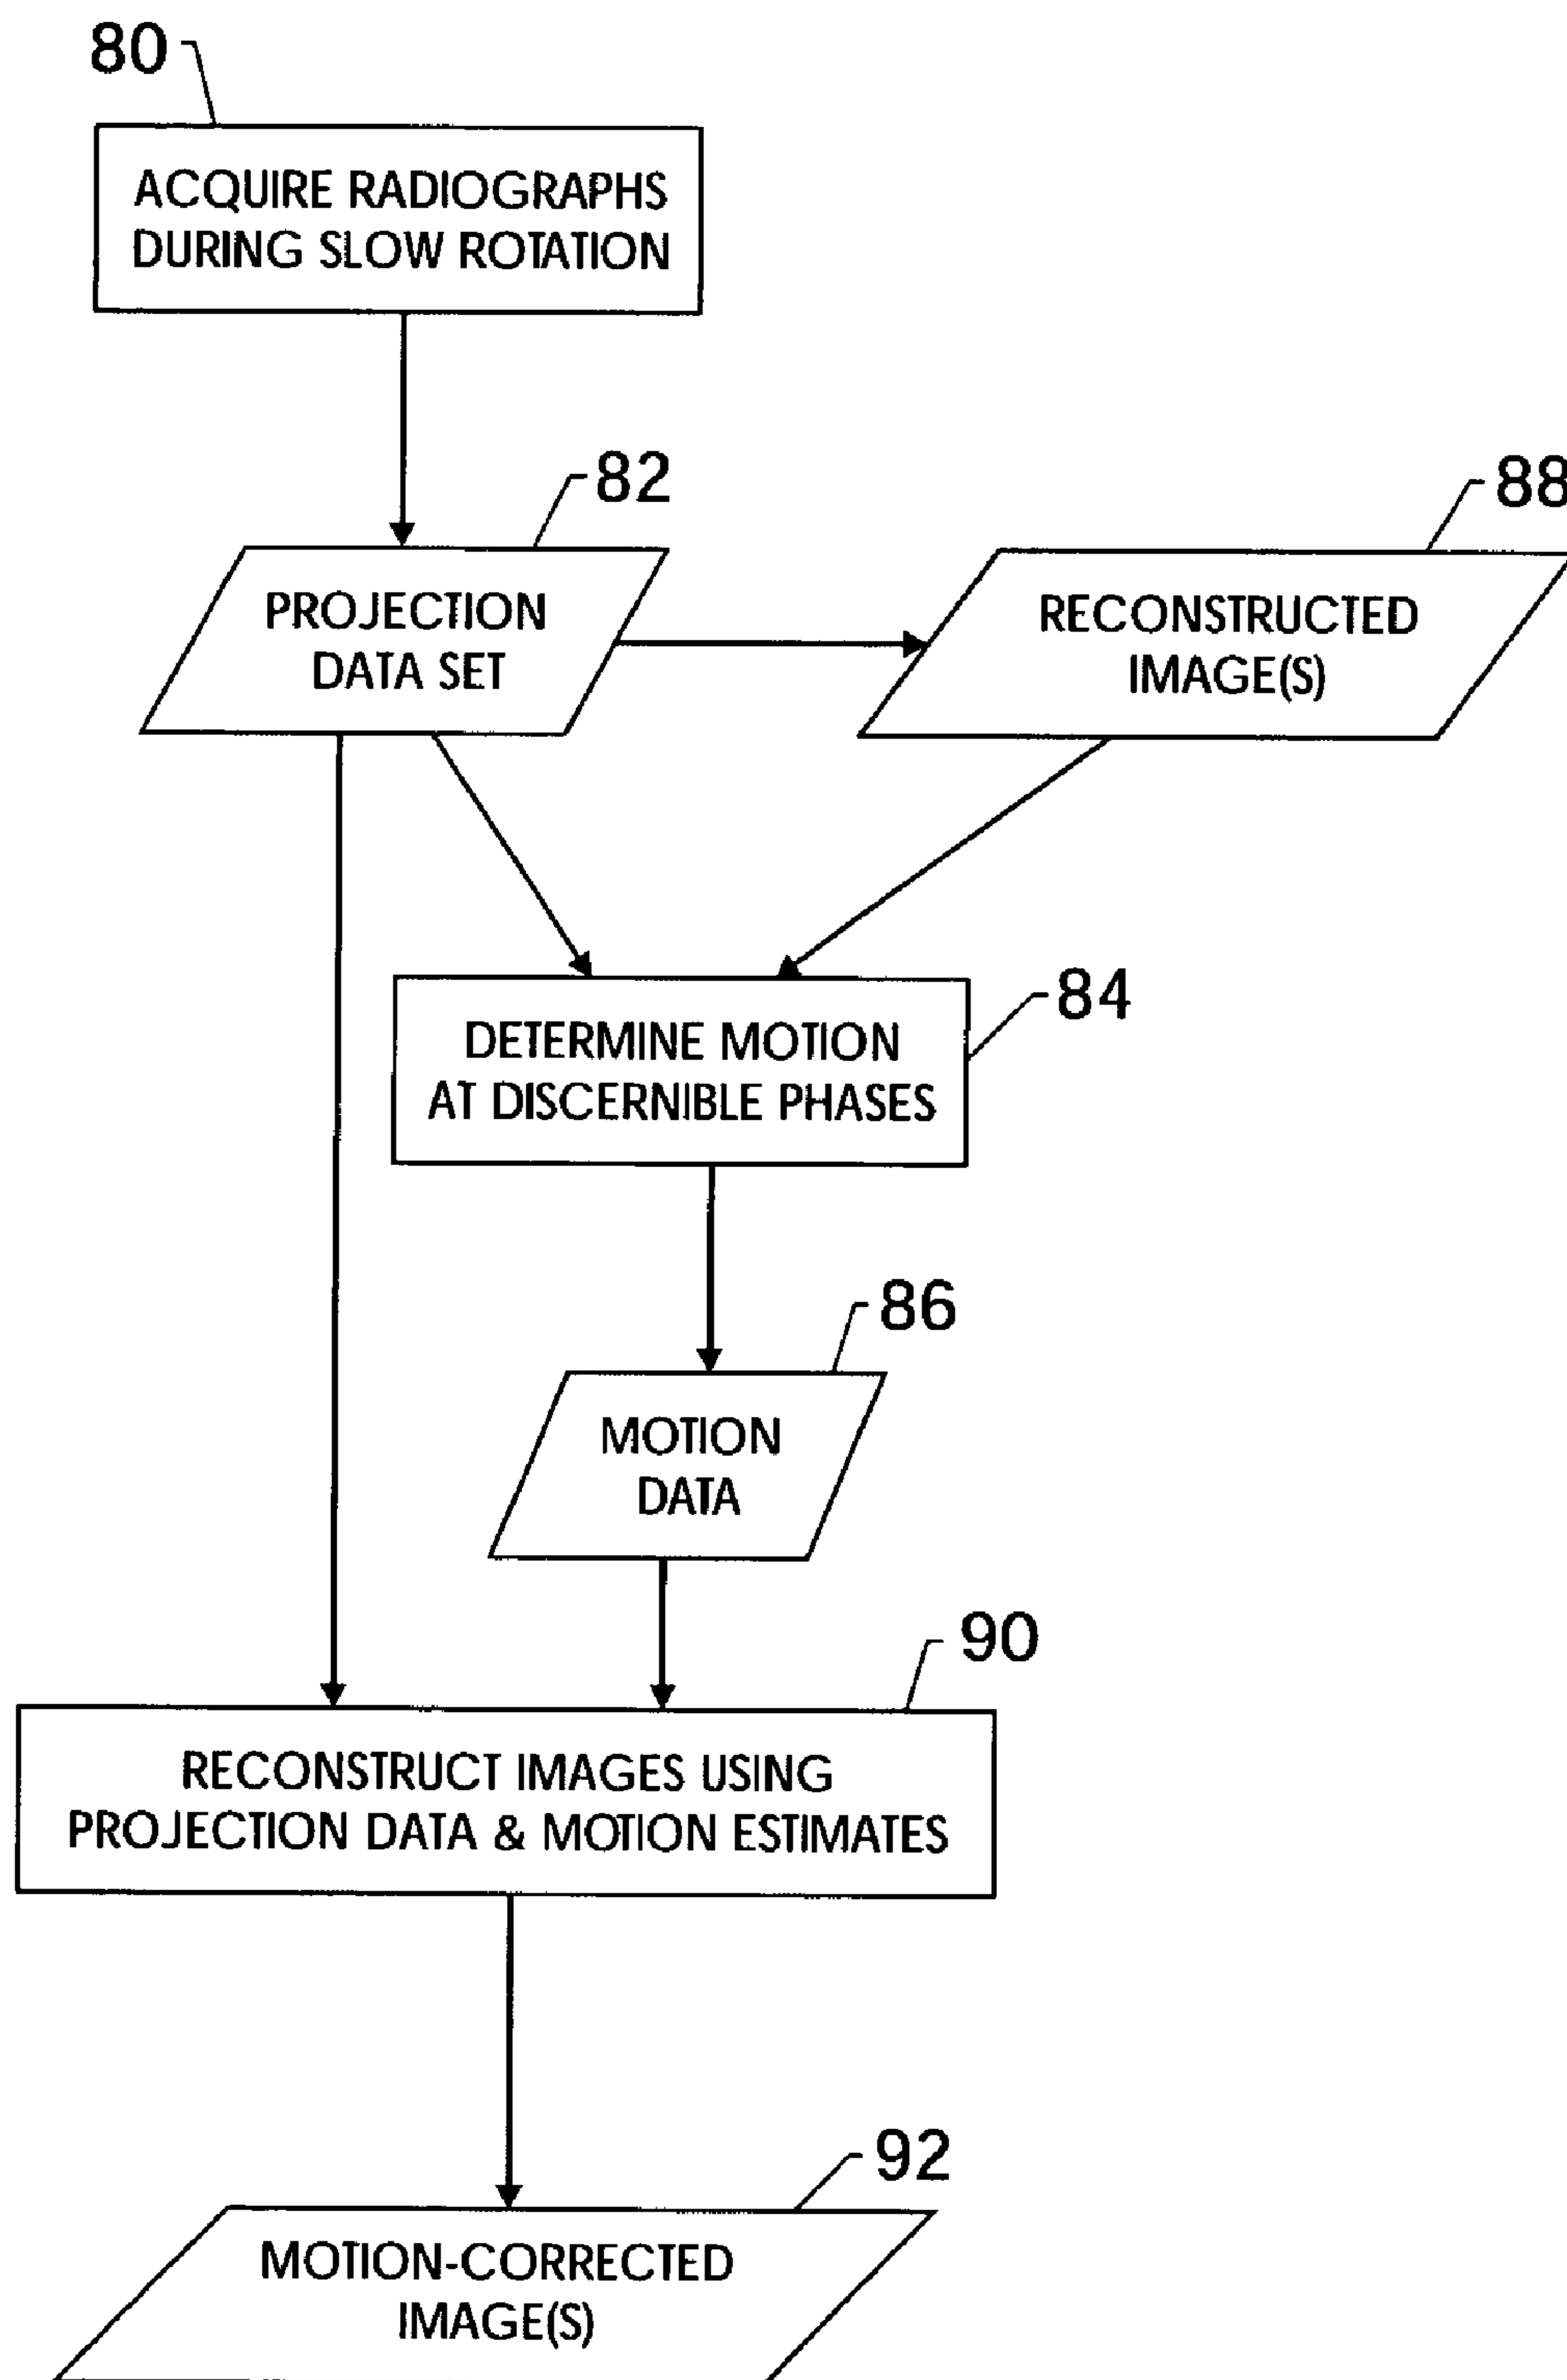 80
ACQUIRE RADIOGRAPHS
DURING SLOW ROTATION
82
88
PROJECTION
DATA SET
RECONSTRUCTED
IMAGE(S)
84
DETERMINE MOTION
AT DISCERNIBLE PHASES
86
MOTION
DATA
90
RECONSTRUCT IMAGES USING
PROJECTION DATA & MOTION ESTIMATES
92
MOTION-CORRECTED
IMAGE(S)